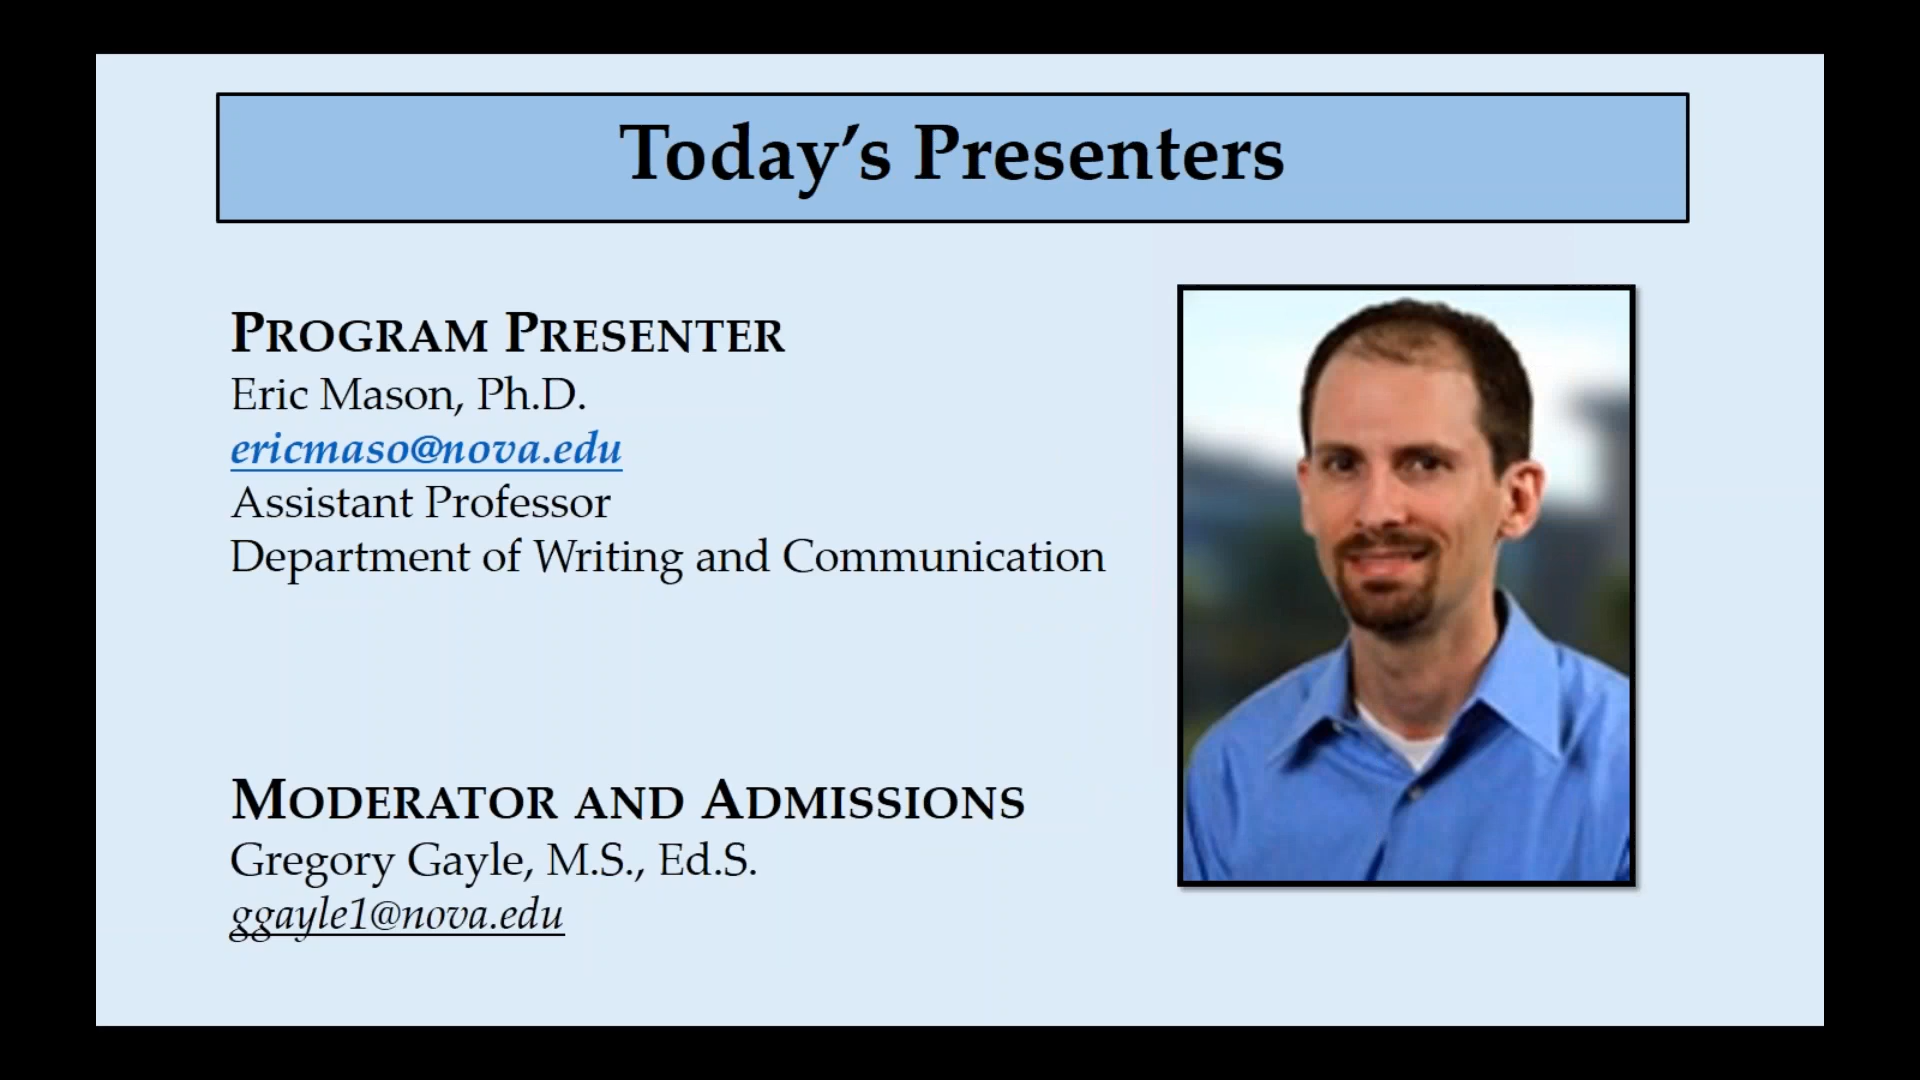 Today’s Presenters
PROGRAM PRESENTER
Eric Mason, Ph.D.
ericmaso@nova.edu
Assistant Professor
Department of Writing and Communication
MODERATOR AND ADMISSIONS
Gregory Gayle, M.S., Ed.S.
ggayle1@nova.edu